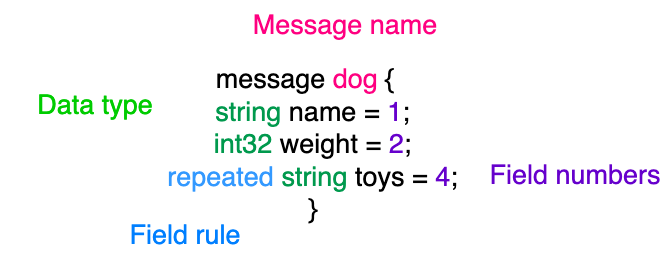 Message name
message dog {
Data type
string name = 1;
int32 weight = 2;
repeated string toys = 4;
Field numbers
}
Field rule